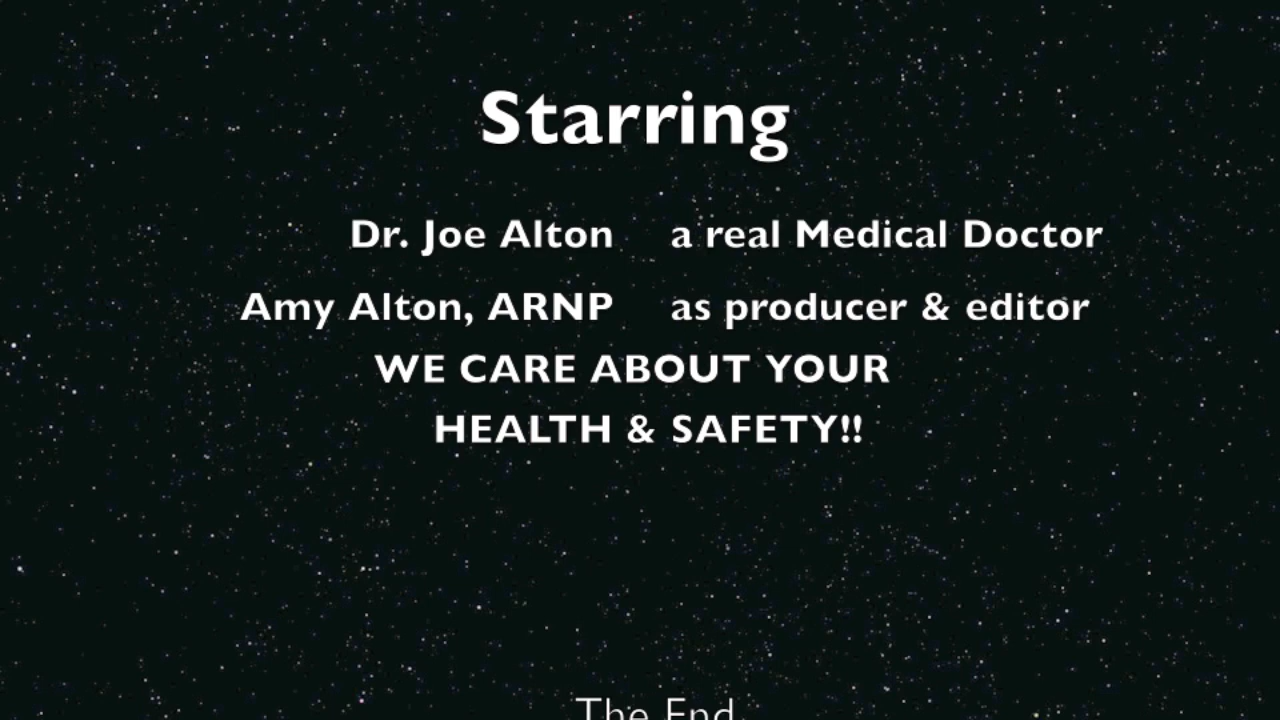 Starring
Dr. Joe Alton a real Medical Doctor
Amy Alton, ARNP as producer & editor
WE CARE ABOUT YOUR
HEALTH & SAFETY!!
The End